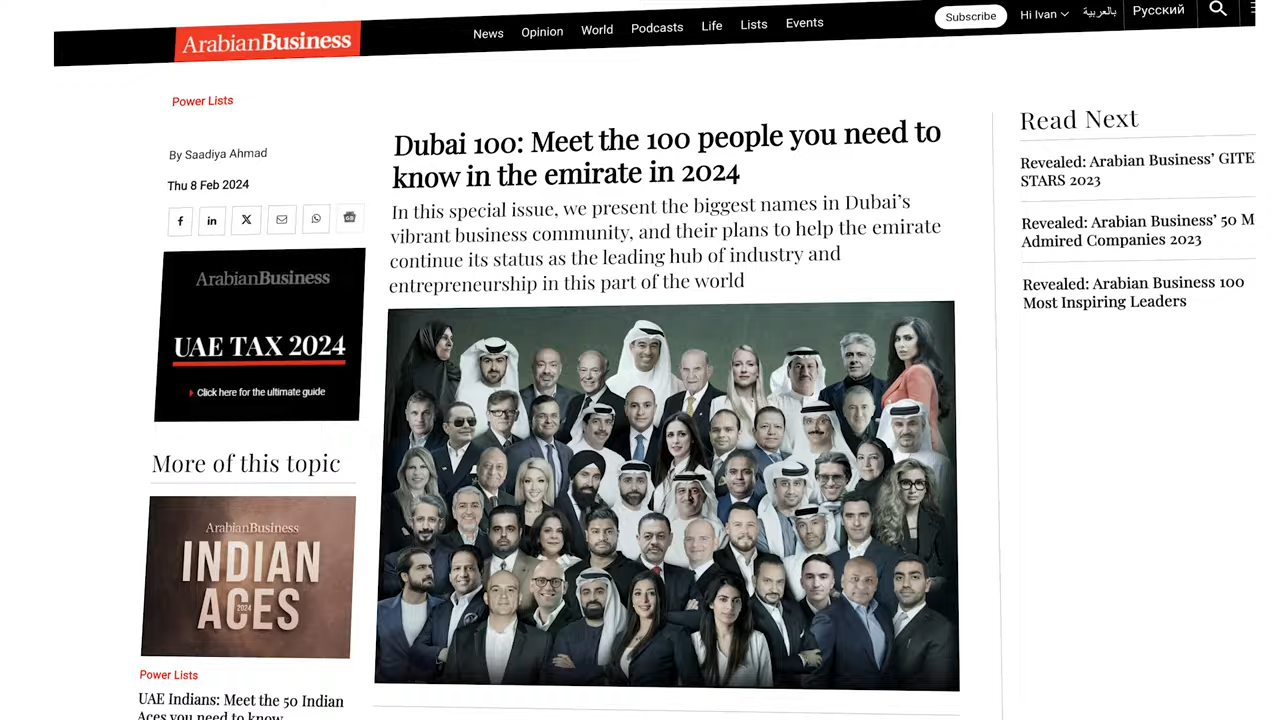 ArabianBusiness
News Opinion World Podcasts Life Lists Events
Subscribe
Hi Ivan
بالعربية
Русский
Power Lists
By Saadiya Ahmad
Thu 8 Feb 2024
ArabianBusiness
UAE TAX 2024
Click here for the ultimate guide
More of this topic
ArabianBusiness
INDIAN
ACES
2024
Power Lists
UAE Indians: Meet the 50 Indian
Aces you need to know
Dubai 100: Meet the 100 people you need to
know in the emirate in 2024
In this special issue, we present the biggest names in Dubai's
vibrant business community, and their plans to help the emirate
continue its status as the leading hub of industry and
entrepreneurship in this part of the world
Read Next
Revealed: Arabian Business' GITE
STARS 2023
Revealed: Arabian Business' 50 M
Admired Companies 2023
Revealed: Arabian Business 100
Most Inspiring Leaders